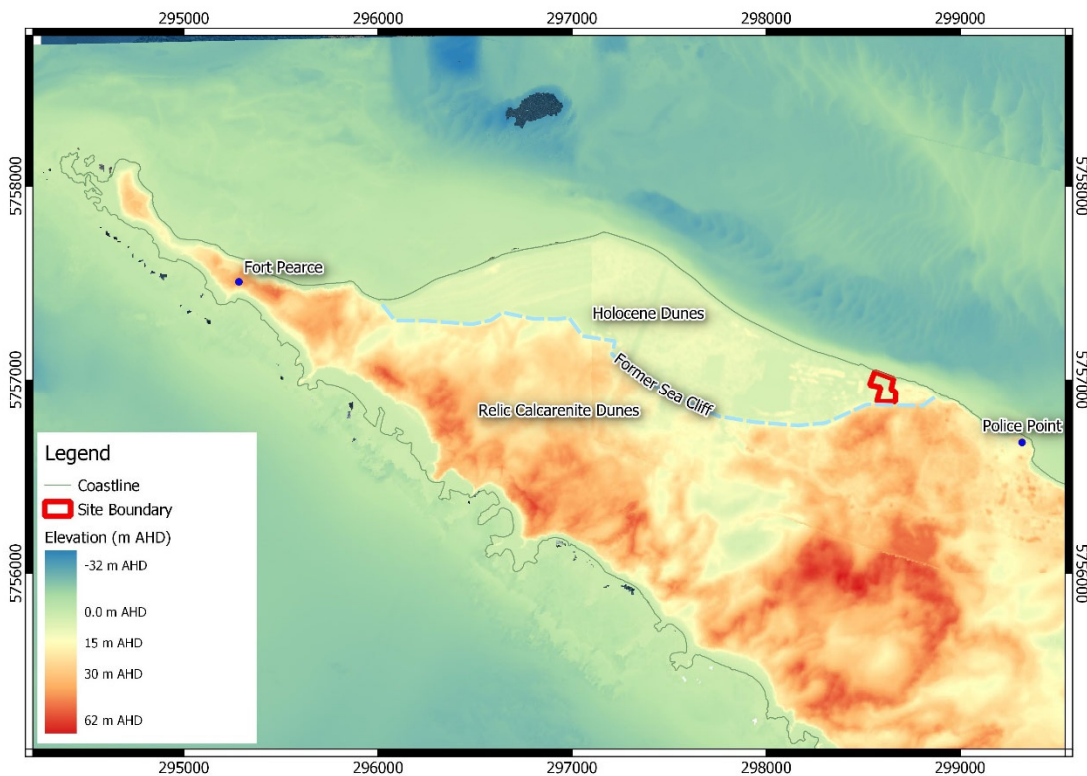 295000 296000 297000 298000 299000
5758000
5758000
Fort Pearce
Holocene Dunes
Former Sea Cliff
5757000
5757000
Relic Calcarenite Dunes
Police Point
Legend
Coastline
Site Boundary
Elevation (m AHD)
-32 m AHD
0.0 m AHD
15 m AHD
30 m AHD
62 m AHD
5756000
5756000
295000 296000 297000 298000 299000